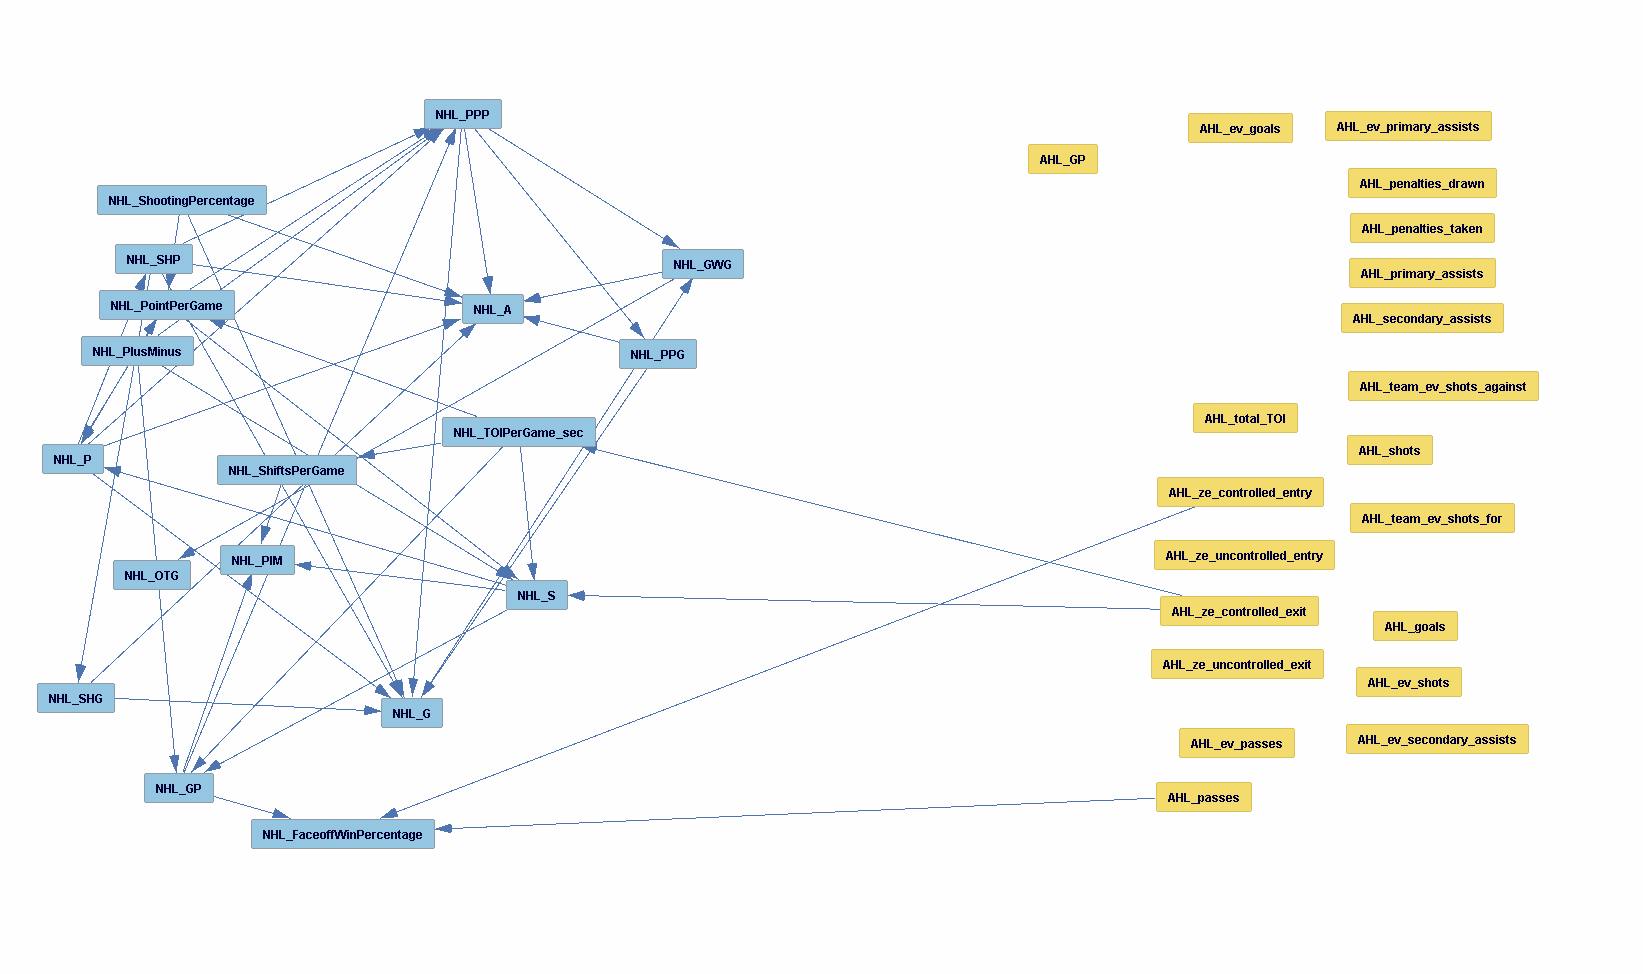 NHL_PPP
AHL_ev_goals
AHL_ev_primary_assists
AHL_GP
AHL_penalties_drawn
NHL_ShootingPercentage
AHL_penalties_taken
NHL_SHP
NHL_GWG
AHL_primary_assists
NHL_PointPerGame
NHL_A
AHL_secondary_assists
NHL_PlusMinus
NHL_PPG
AHL_team_ev_shots_against
AHL_total_TOI
NHL_TOIPerGame_sec
AHL_shots
NHL_P
NHL_ShiftsPerGame
AHL_ze_controlled_entry
AHL_team_ev_shots_for
AHL_ze_uncontrolled_entry
NHL_PIM
NHL_OTG
NHL_S
AHL_ze_controlled_exit
AHL_goals
AHL_ze_uncontrolled_exit
AHL_ev_shots
NHL_SHG
NHL_G
AHL_ev_secondary_assists
AHL_ev_passes
NHL_GP
AHL_passes
NHL_FaceoffWinPercentage